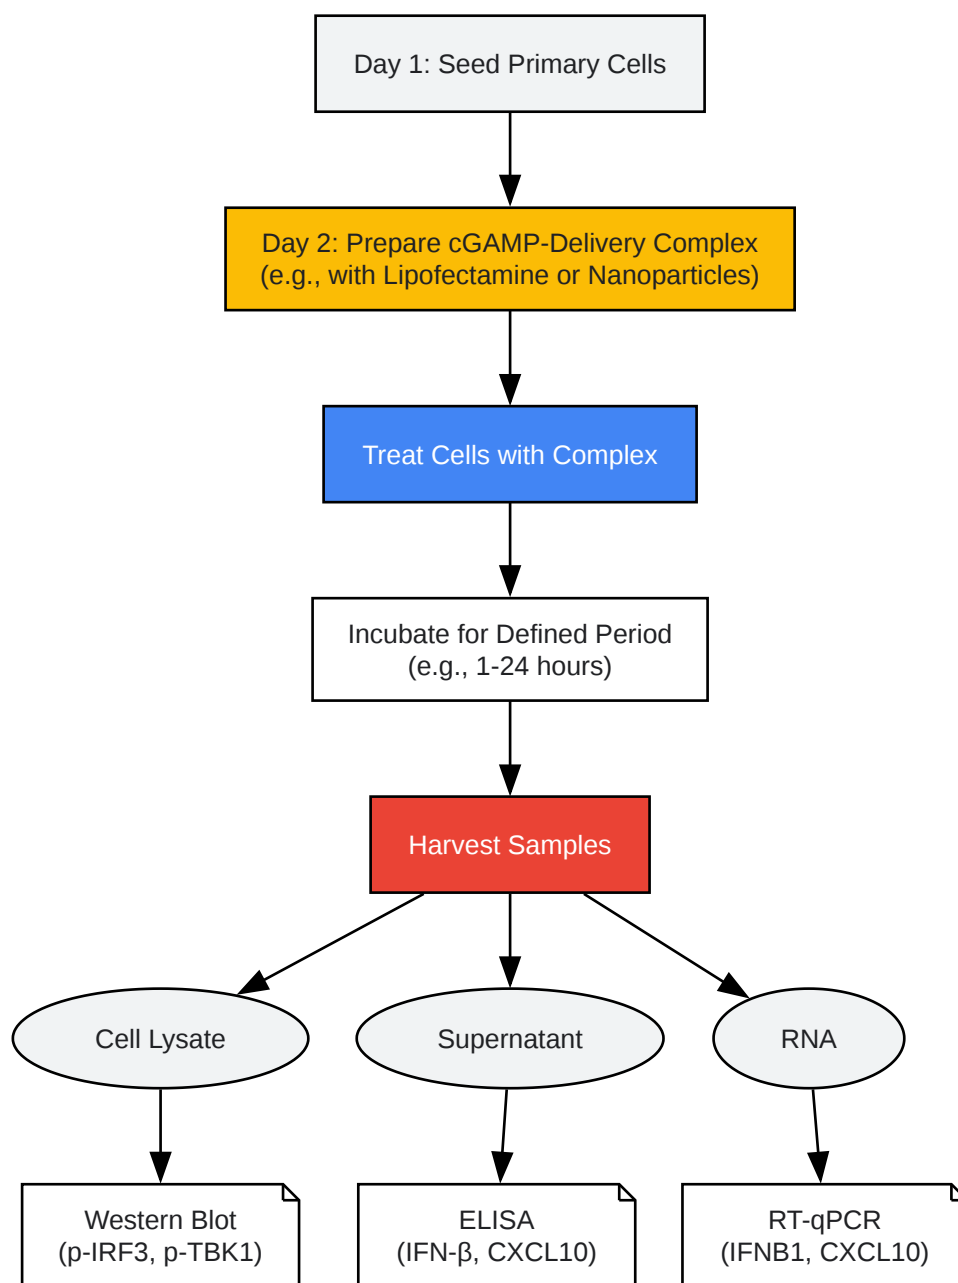 Day 1: Seed Primary Cells
Day 2: Prepare cGAMP-Delivery Complex
(e.g., with Lipofectamine or Nanoparticles)
Treat Cells with Complex
Incubate for Defined Period
(e.g., 1-24 hours)
Harvest Samples
Cell Lysate
Supernatant
RNA
Western Blot
(p-IRF3, p-TBK1)
ELISA
(IFN-β, CXCL10)
RT-qPCR
(IFNB1, CXCL10)